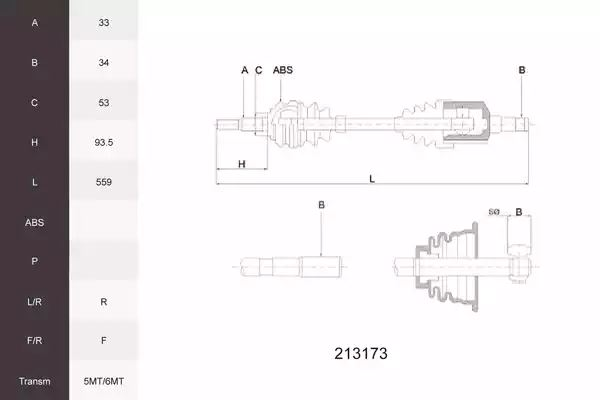 A 33
B 34
C 53
H 93.5
L 559
ABS
P
L/R R
F/R F
Transm 5MT/6MT
A C ABS B
H
L
B
SØ B
213173